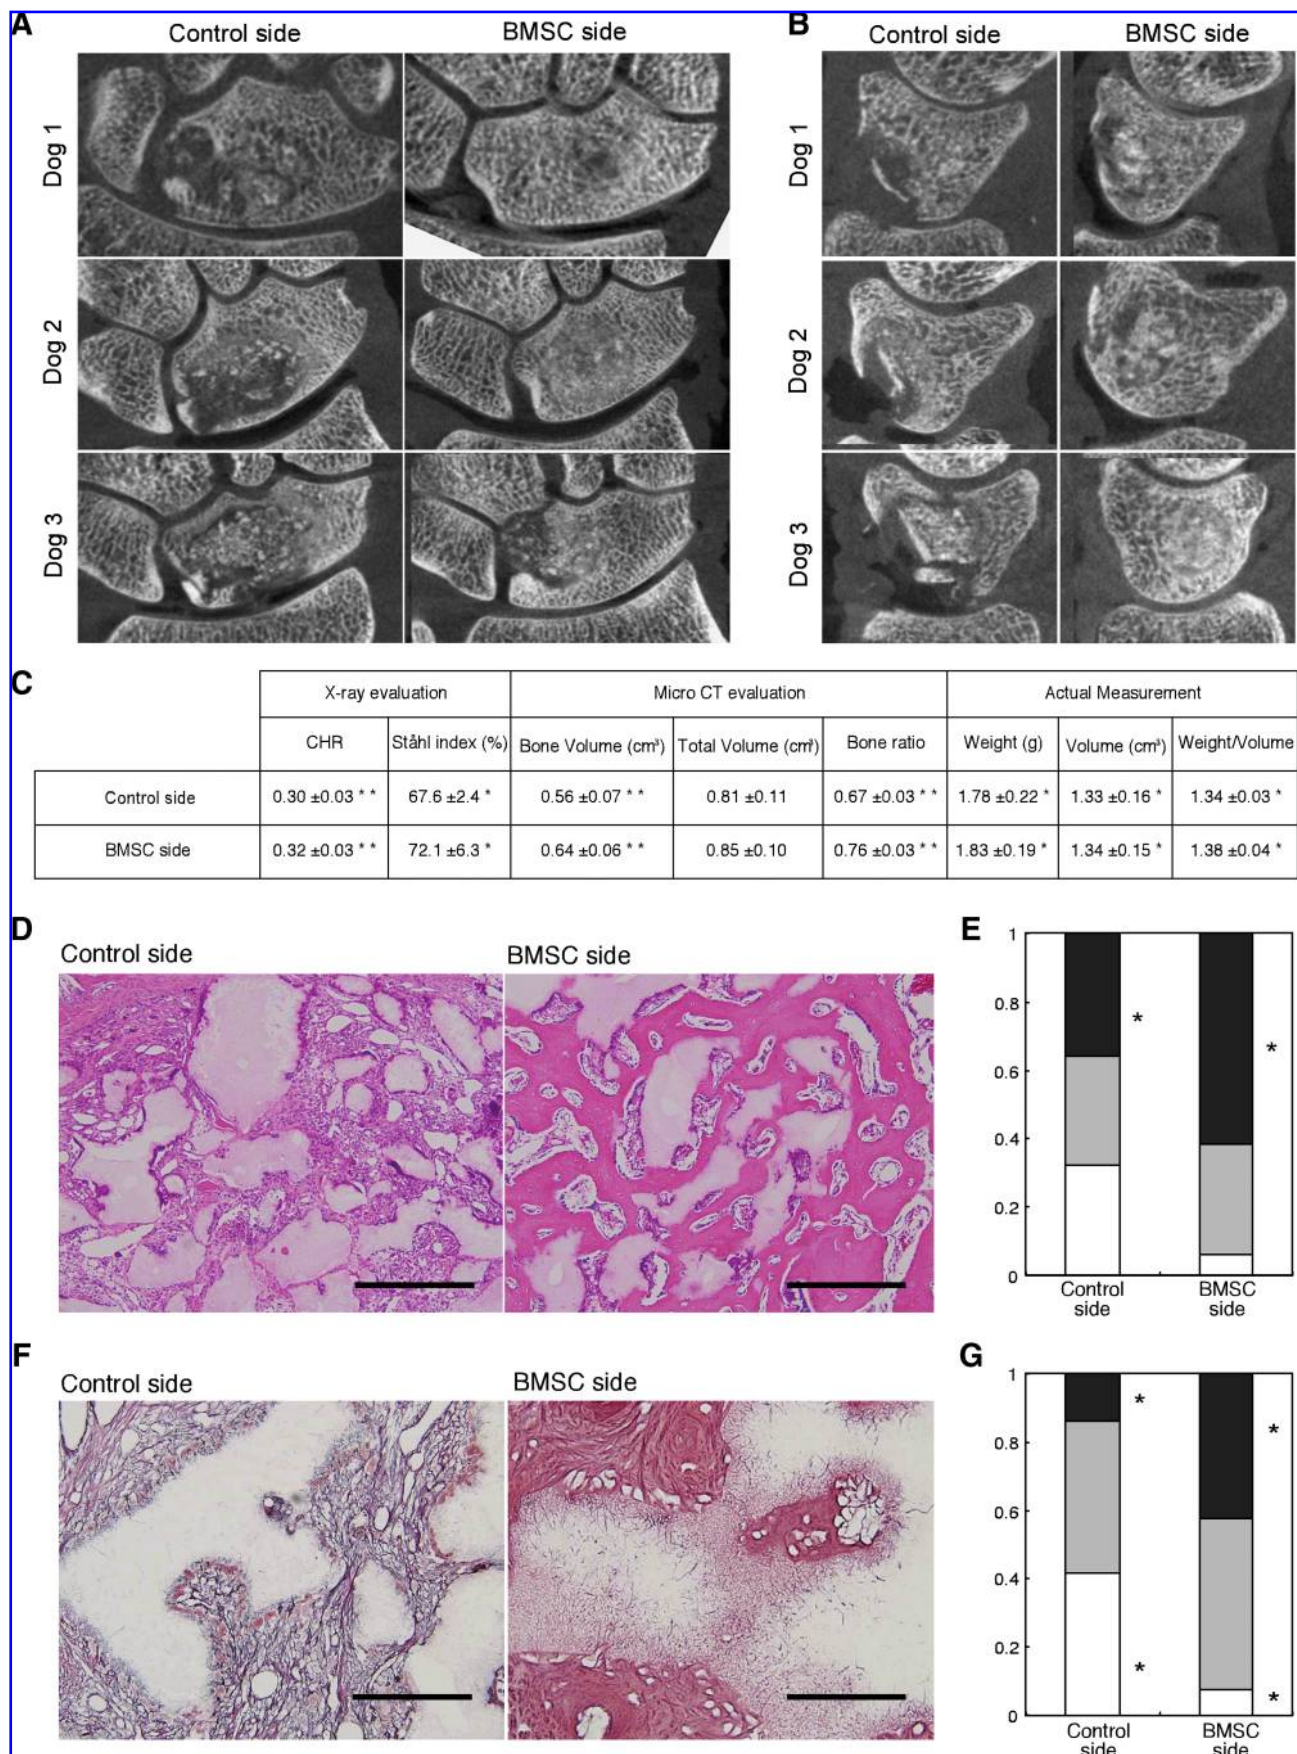 A
Control side
BMSC side
Dog 1
Dog 2
Dog 3
B
Control side
BMSC side
Dog 1
Dog 2
Dog 3
C
X-ray evaluation Micro CT evaluation Actual Measurement
CHR Ståhl index (%) Bone Volume (cm³) Total Volume (cm³) Bone ratio Weight (g) Volume (cm³) Weight/Volume
Control side 0.30 ±0.03 * * 67.6 ±2.4 * 0.56 ±0.07 * * 0.81 ±0.11 0.67 ±0.03 * * 1.78 ±0.22 * 1.33 ±0.16 * 1.34 ±0.03 *
BMSC side 0.32 ±0.03 * * 72.1 ±6.3 * 0.64 ±0.06 * * 0.85 ±0.10 0.76 ±0.03 * * 1.83 ±0.19 * 1.34 ±0.15 * 1.38 ±0.04 *
D
Control side
BMSC side
E
1
0.8
0.6
0.4
0.2
0
*
*
Control
side
BMSC
side
F
Control side
BMSC side
G
1
0.8
0.6
0.4
0.2
0
*
*
*
*
Control
side
BMSC
side